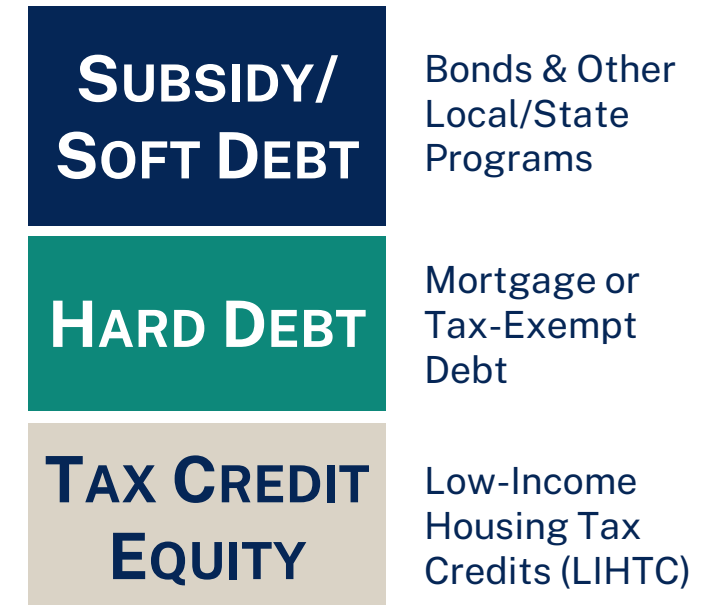 SUBSIDY/
SOFT DEBT
Bonds & Other
Local/State
Programs
HARD DEBT
Mortgage or
Tax-Exempt
Debt
TAX CREDIT
EQUITY
Low-Income
Housing Tax
Credits (LIHTC)